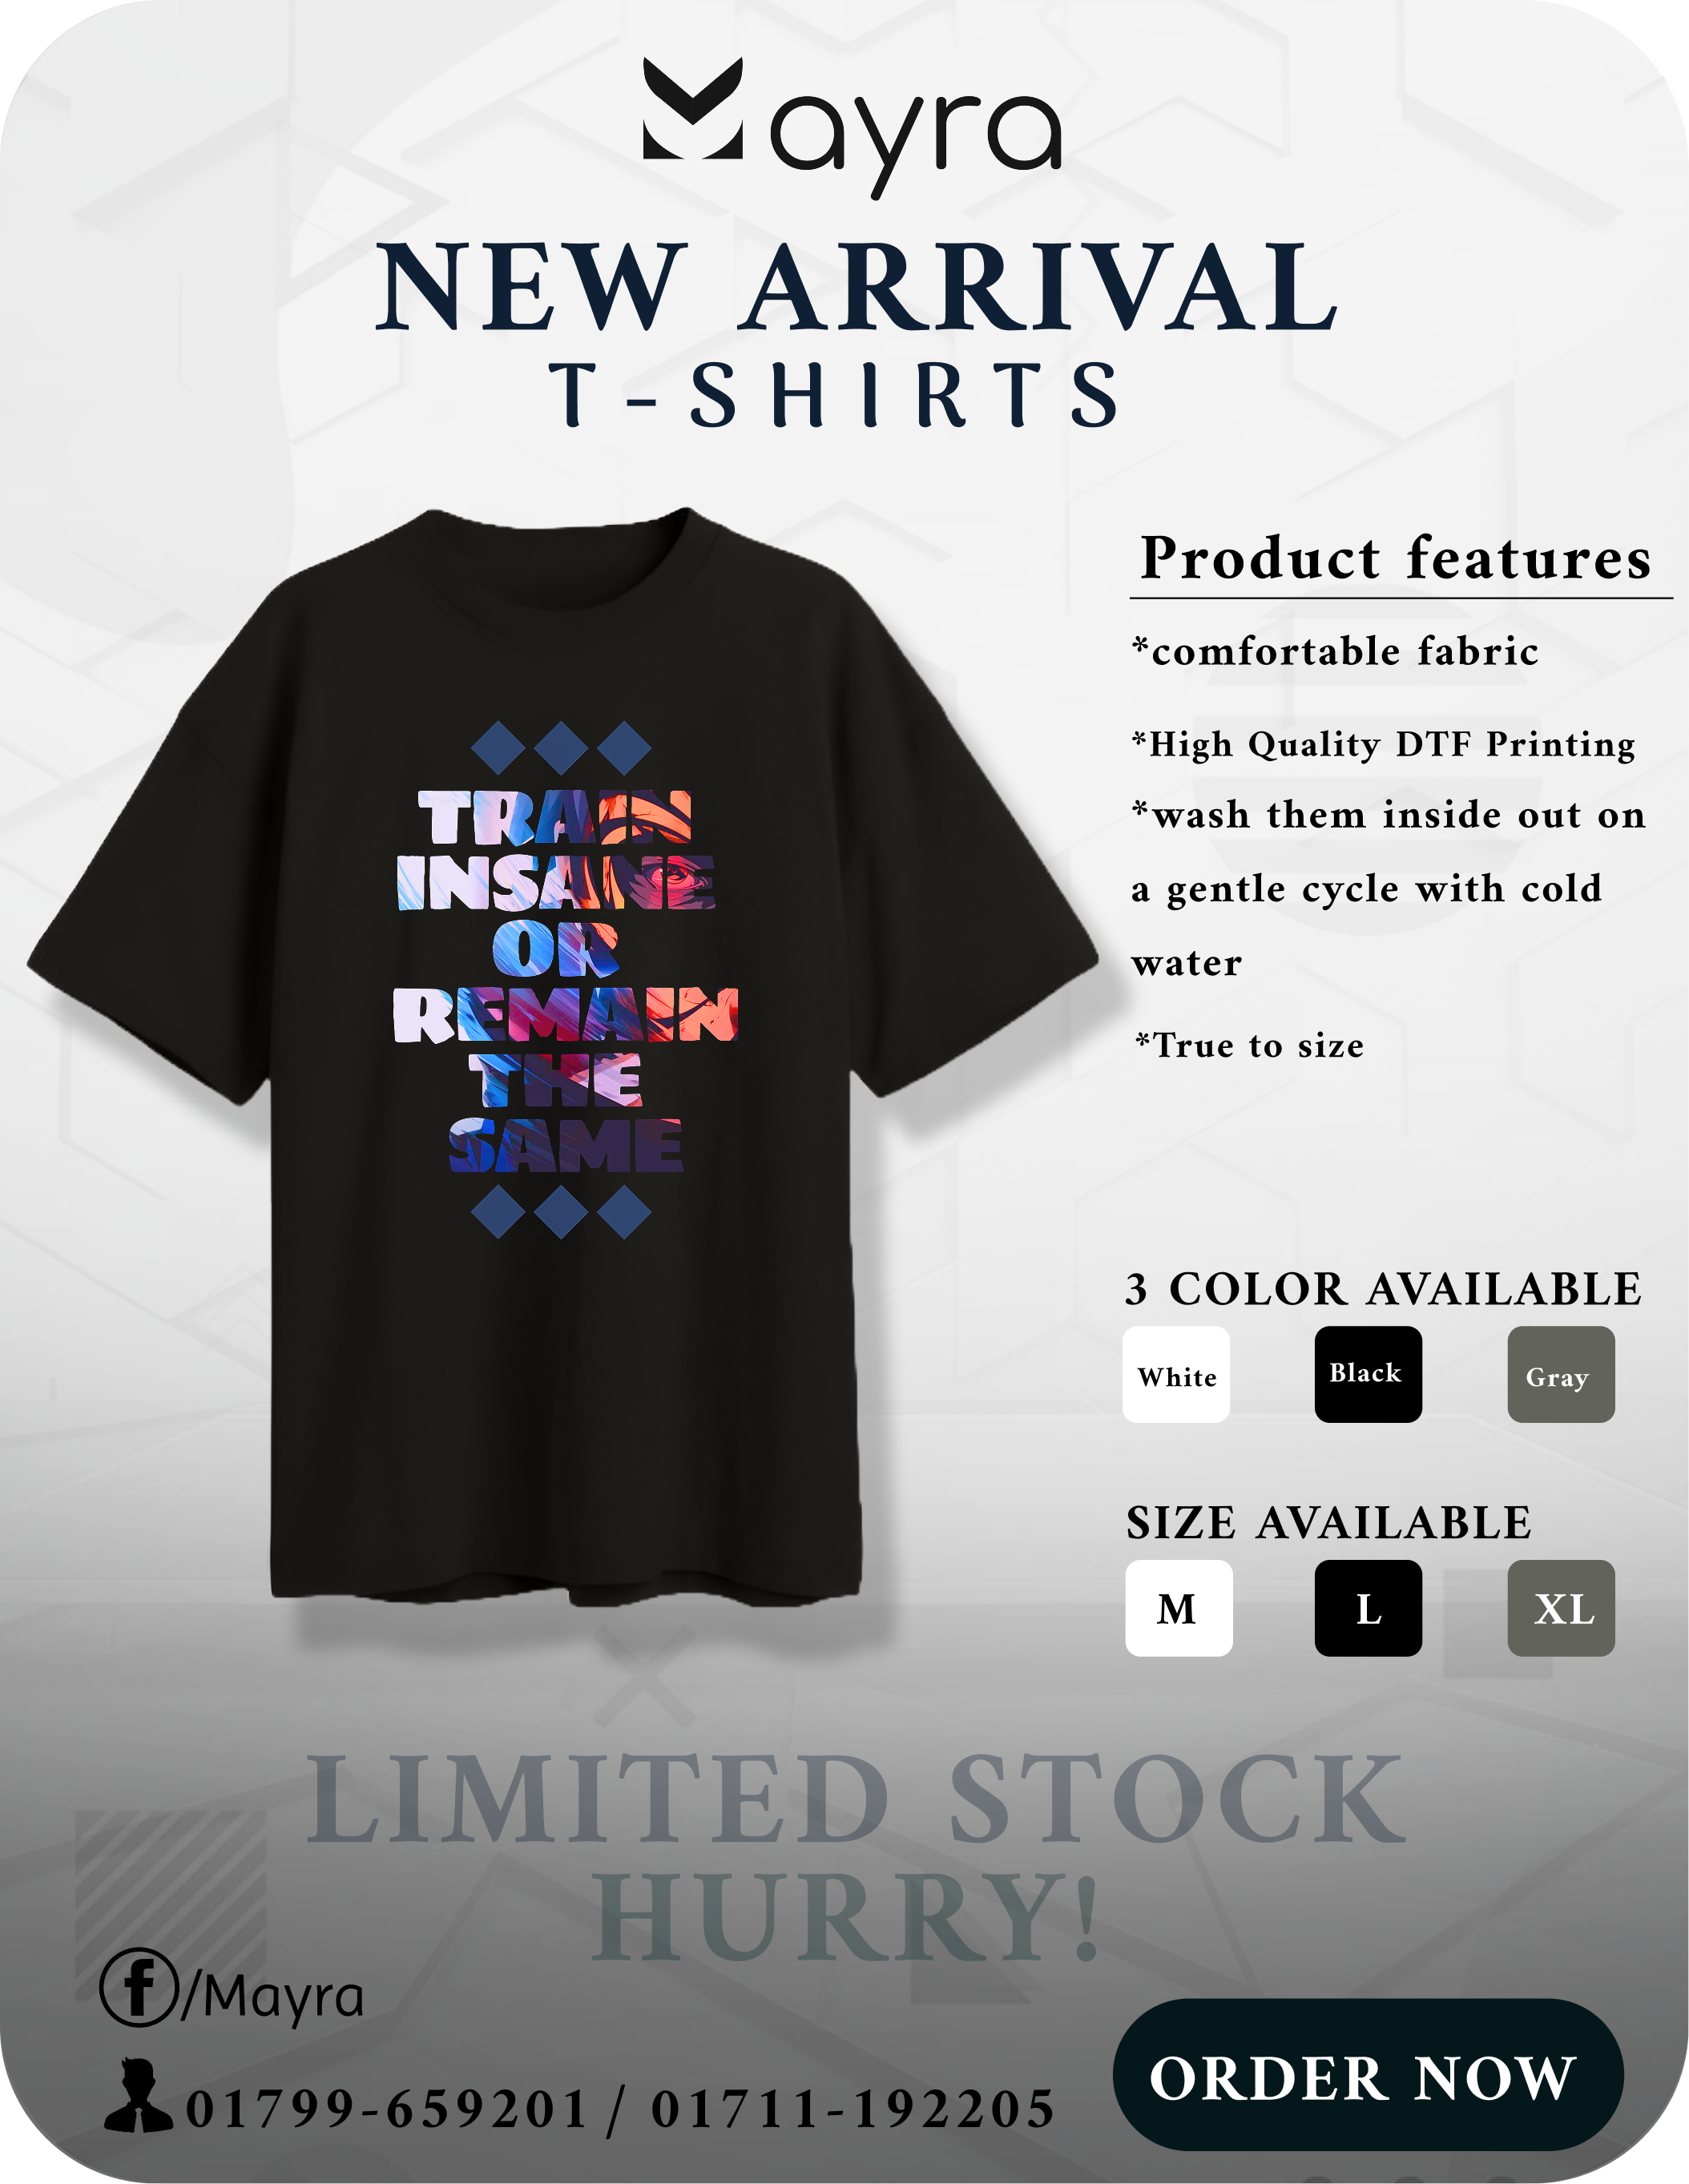 Mayra
NEW ARRIVAL
T-SHIRTS
TRAIN
INSANE
OR
REMAIN
THE
SAME
Product features
*comfortable fabric
*High Quality DTF Printing
*wash them inside out on
a gentle cycle with cold
water
*True to size
3 COLOR AVAILABLE
White Black Gray
SIZE AVAILABLE
M L XL
LIMITED STOCK
HURRY!
f/Mayra
01799-659201 / 01711-192205
ORDER NOW